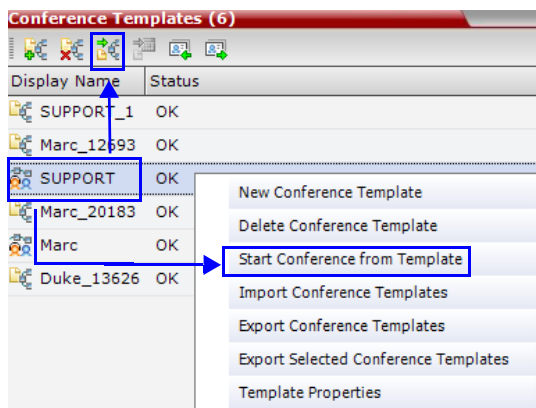 Conference Templates (6)
Display Name Status
SUPPORT_1 OK
Marc_12693 OK
SUPPORT OK
New Conference Template
Marc_20183 OK
Delete Conference Template
Marc OK
Start Conference from Template
Duke_13626 OK
Import Conference Templates
Export Conference Templates
Export Selected Conference Templates
Template Properties